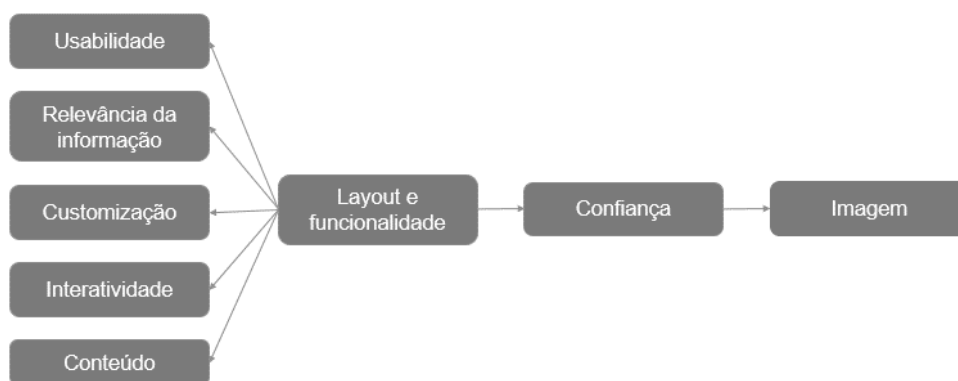 Usabilidade
Relevância da
informação
Customização
Interatividade
Conteúdo
Layout e
funcionalidade
Confiança
Imagem